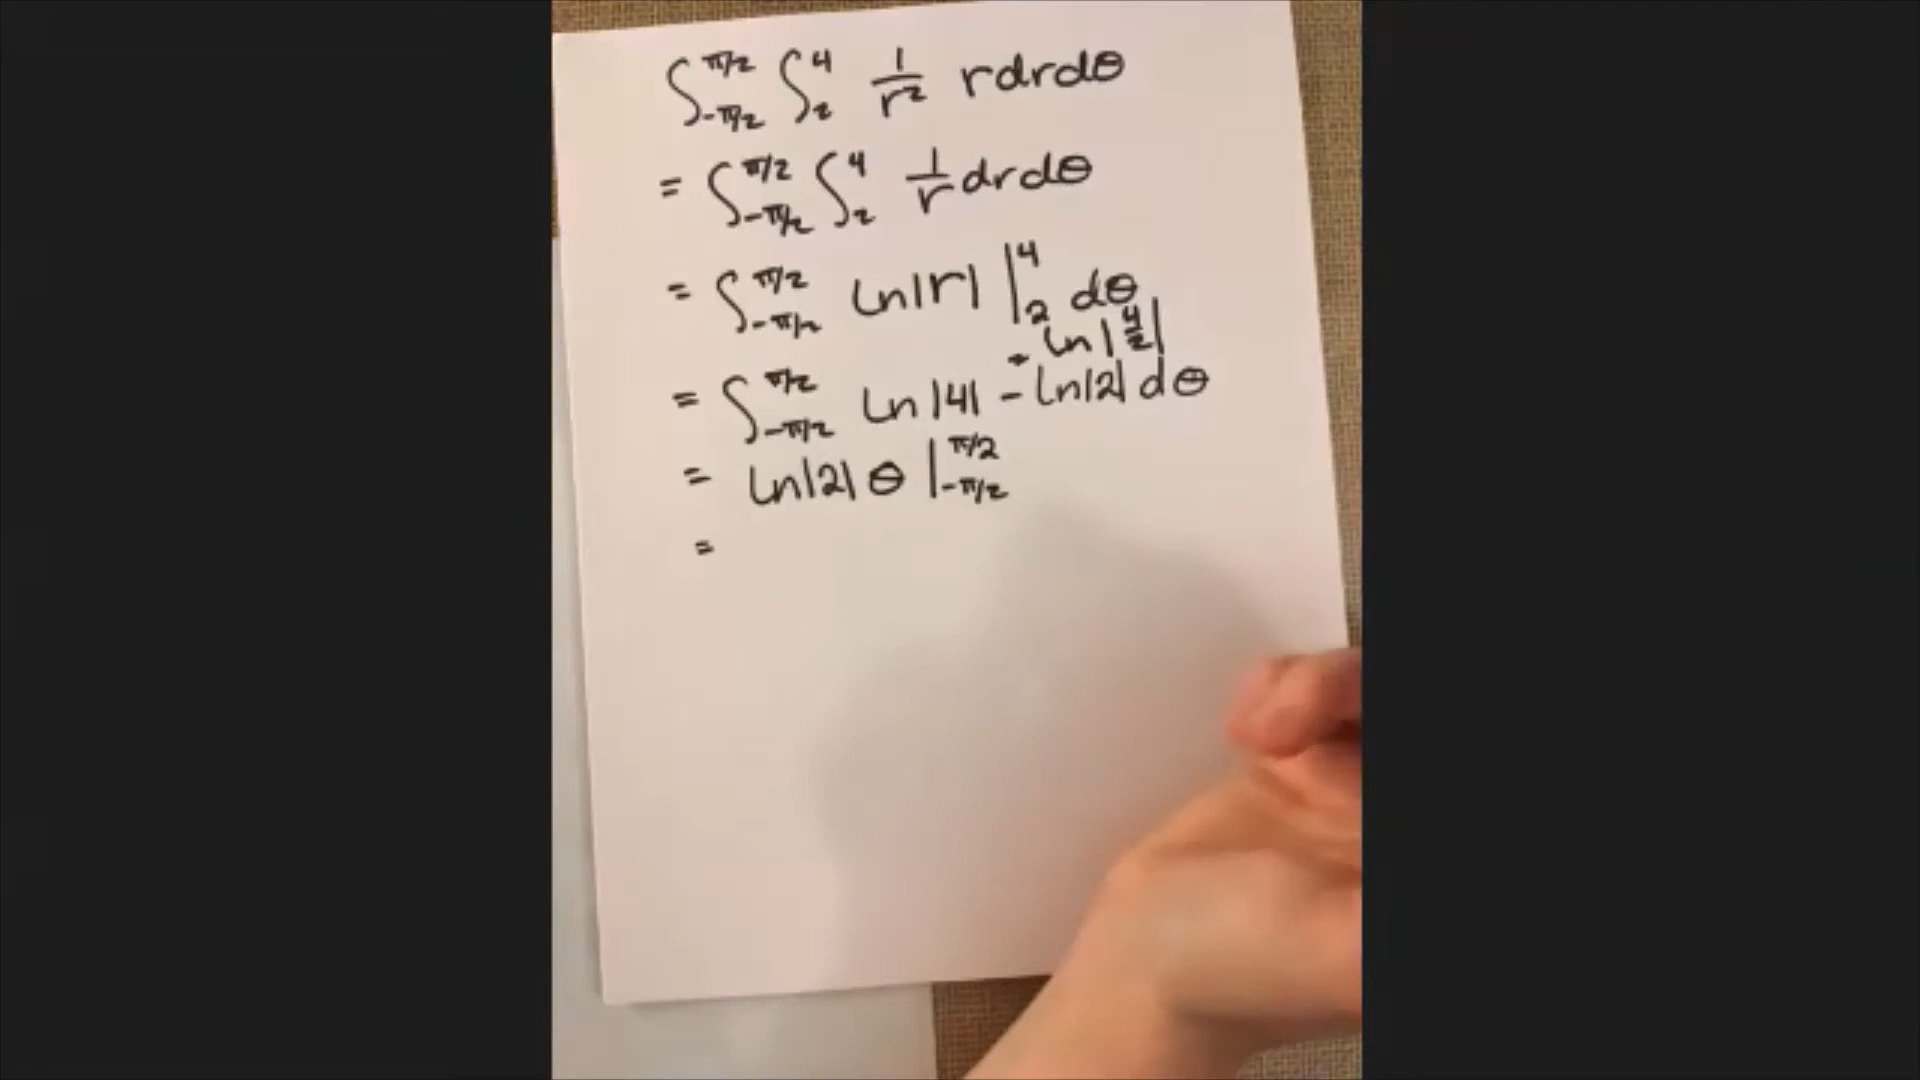 ∫_{-π/2}^{π/2} ∫_2^4 1/r² r dr dθ
= ∫_{-π/2}^{π/2} ∫_2^4 1/r dr dθ
= ∫_{-π/2}^{π/2} ln|r| |_2^4 dθ
= ln|4/2|
= ∫_{-π/2}^{π/2} ln|4| - ln|2| dθ
= ln|2| θ |_{-π/2}^{π/2}
=